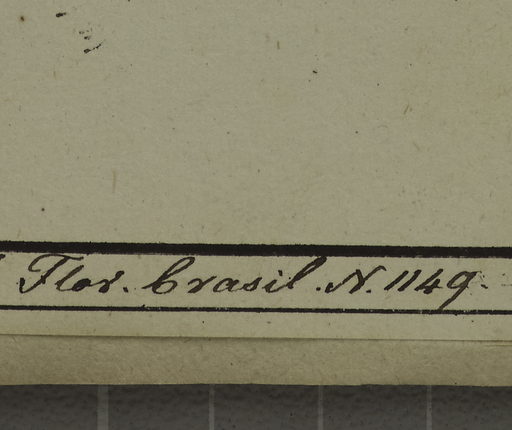 Flor. brasil. N. 1149.